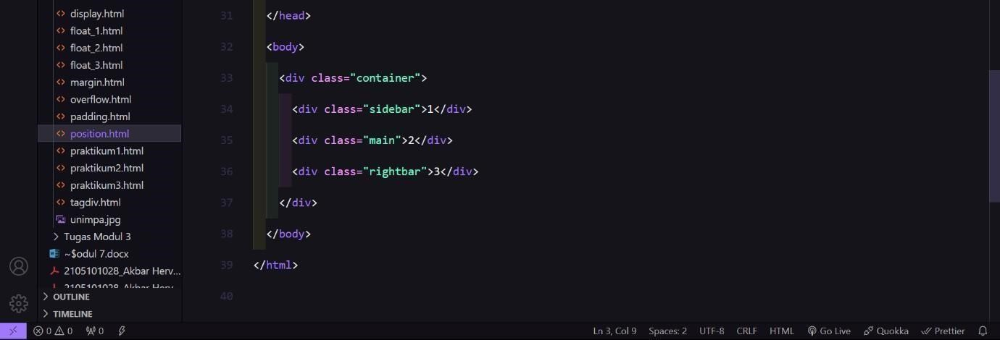 display.html
float_1.html
float_2.html
float_3.html
margin.html
overflow.html
padding.html
position.html
praktikum1.html
praktikum2.html
praktikum3.html
tagdiv.html
unimpa.jpg
Tugas Modul 3
~$odul 7.docx
2105101028_Akbar Herv...
2105101028_Akbar Herv...
OUTLINE
TIMELINE
31 </head>
32 <body>
33 <div class="container">
34 <div class="sidebar">1</div>
35 <div class="main">2</div>
36 <div class="rightbar">3</div>
37 </div>
38 </body>
39 </html>
40
0 0 0 Ln 3, Col 9 Spaces: 2 UTF-8 CRLF HTML Go Live Quokka Prettier